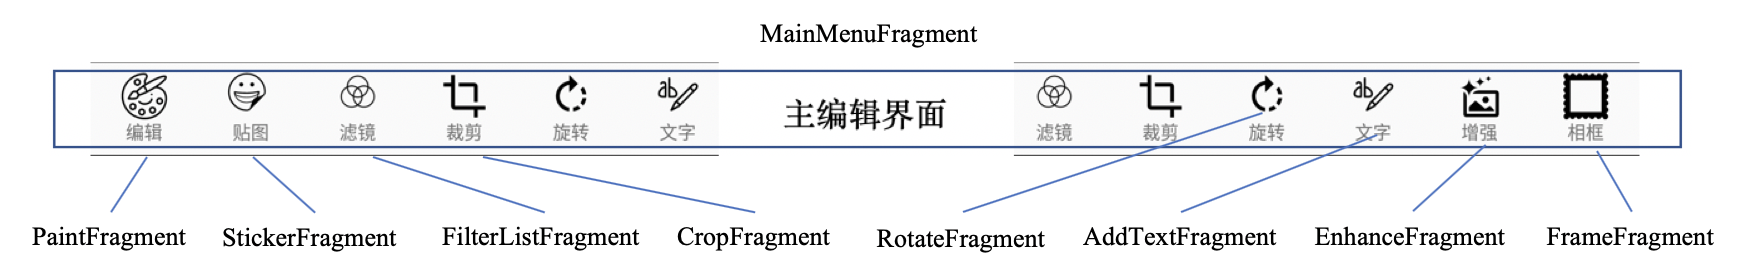 MainMenuFragment
ab ab
主编辑界面
编辑 贴图 滤镜 裁剪 旋转 文字 滤镜 裁剪 旋转 文字 增强 相框
PaintFragment StickerFragment FilterListFragment CropFragment RotateFragment AddTextFragment EnhanceFragment FrameFragment